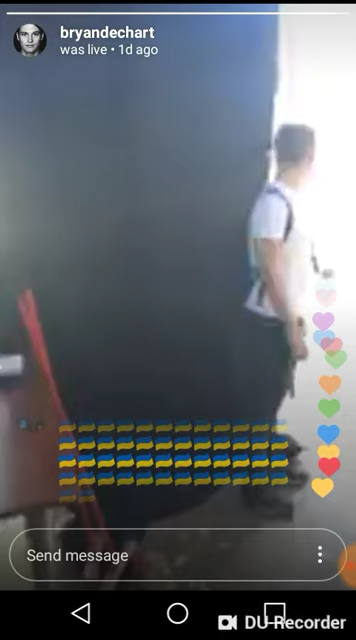 bryandechart
was live • 1d ago
Send message
DU Recorder